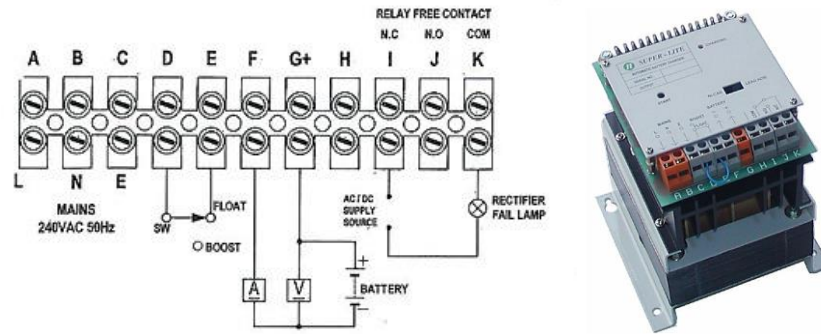 RELAY FREE CONTACT
N.C N.O COM
A B C D E F G+ H I J K
L N E
MAINS
240VAC 50Hz
SW
FLOAT
BOOST
A
V
+
BATTERY
−
AC/DC
SUPPLY
SOURCE
RECTIFIER
FAIL LAMP
SUPER-LITE
A B C D E F G H I J K